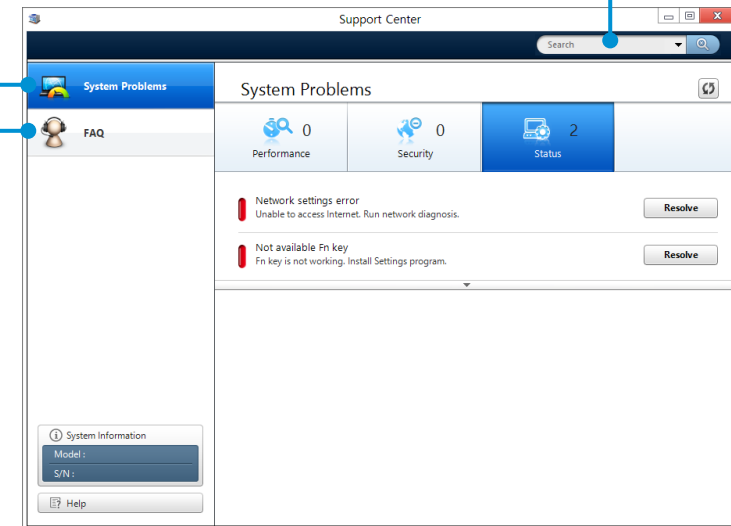 Support Center
Search
System Problems
FAQ
System Problems
0
Performance
0
Security
2
Status
Network settings error
Unable to access Internet. Run network diagnosis.
Resolve
Not available Fn key
Fn key is not working. Install Settings program.
Resolve
System Information
Model :
S/N :
Help